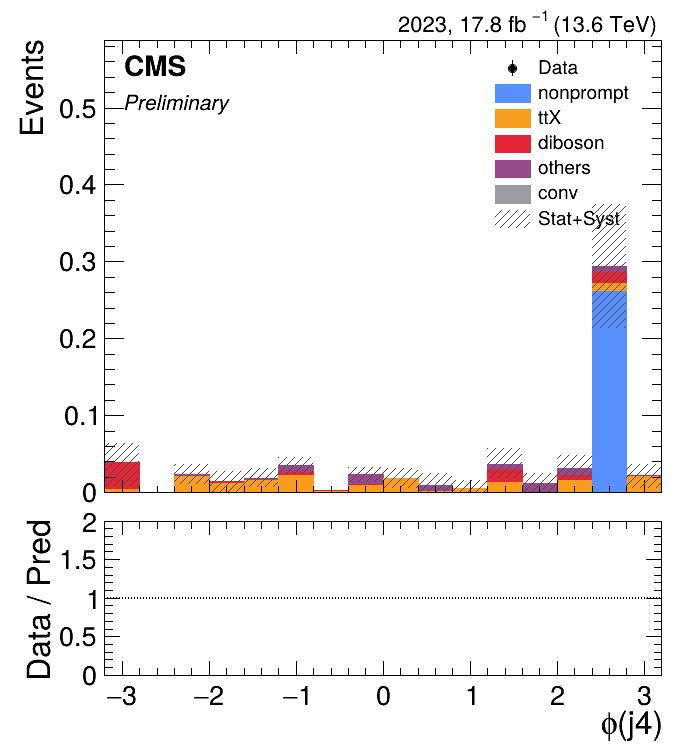 2023, 17.8 fb⁻¹ (13.6 TeV)
CMS
Preliminary
Events
Data
nonprompt
ttX
diboson
others
conv
Stat+Syst
0.5
0.4
0.3
0.2
0.1
0
Data / Pred
2
1.5
1
0.5
0
−3 −2 −1 0 1 2 3
ϕ(j4)